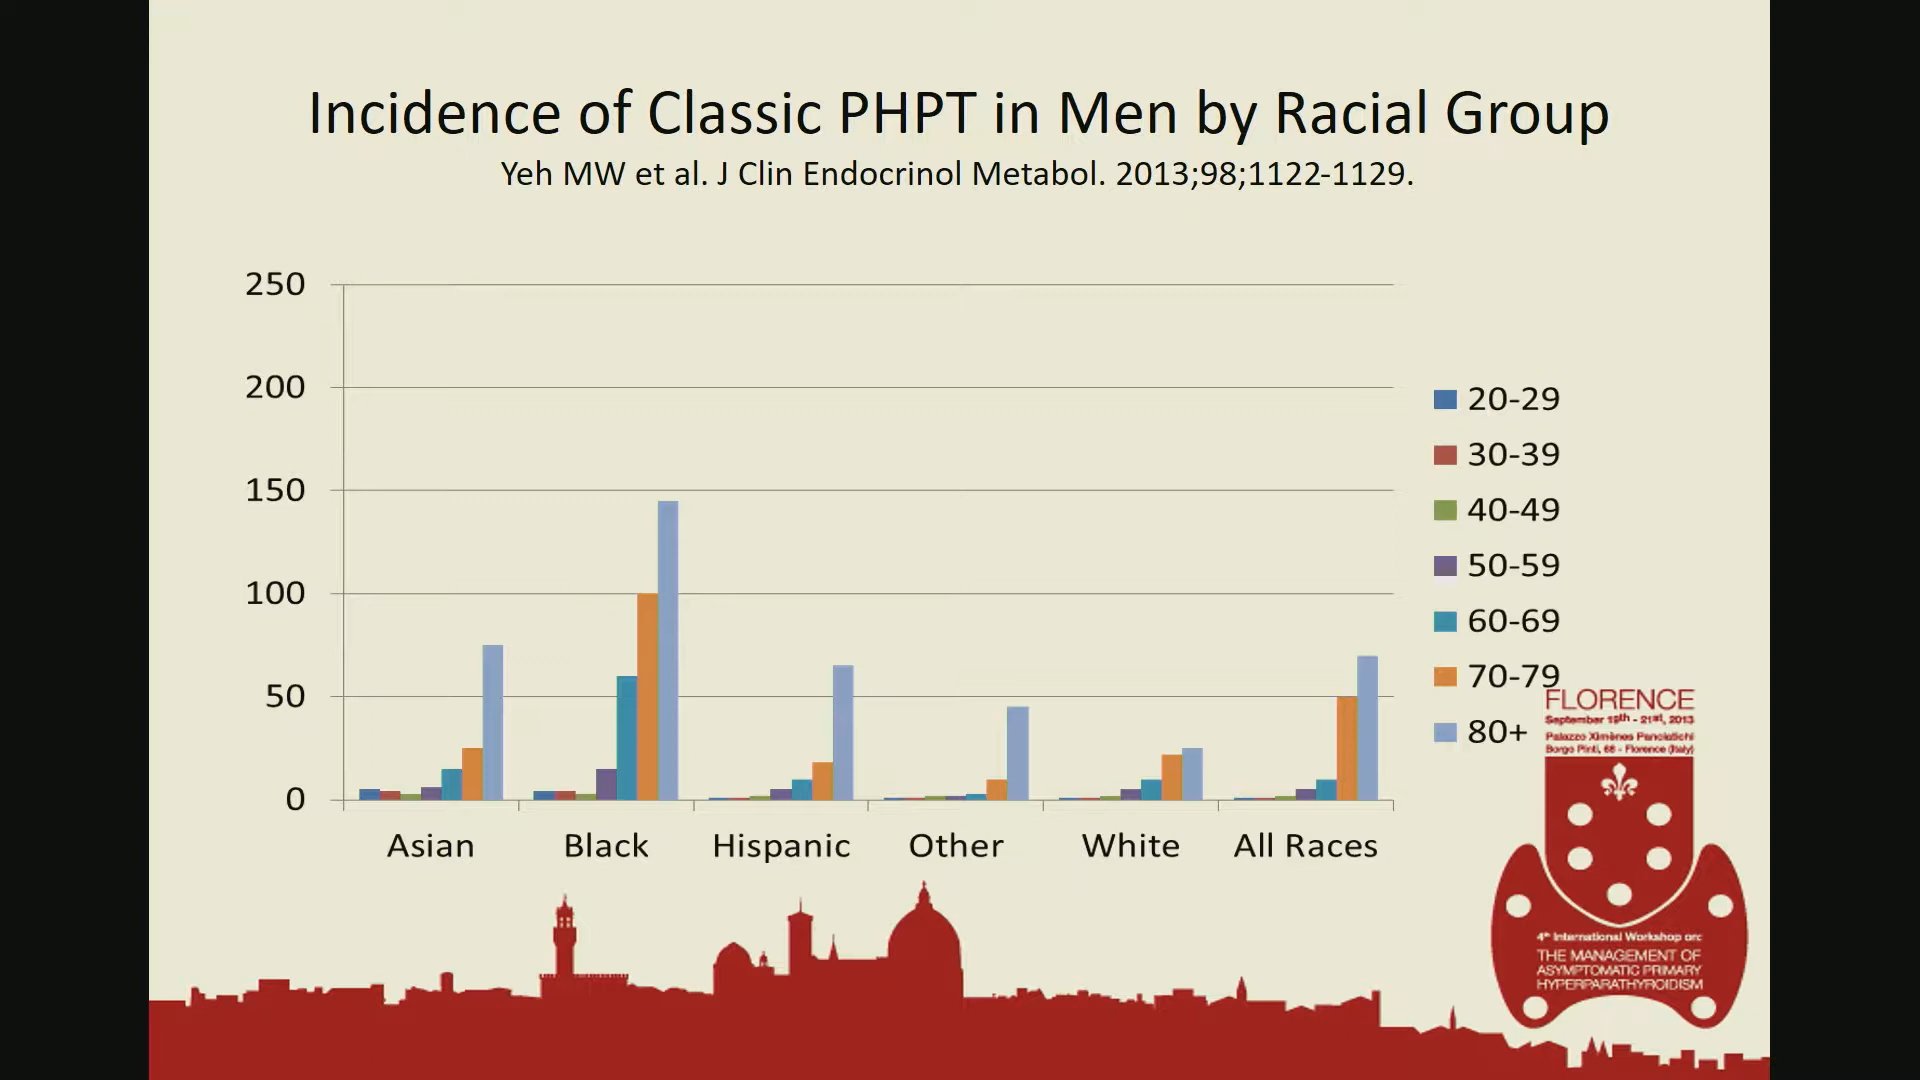 Incidence of Classic PHPT in Men by Racial Group
Yeh MW et al. J Clin Endocrinol Metabol. 2013;98;1122-1129.
250
200
150
100
50
0
Asian
Black
Hispanic
Other
White
All Races
20-29
30-39
40-49
50-59
60-69
70-79
80+
FLORENCE
September 19th - 21st, 2013
Palazzo Ximènes Panciatichi
Borgo Pinti, 68 - Florence (Italy)
4th International Workshop on:
THE MANAGEMENT OF
ASYMPTOMATIC PRIMARY
HYPERPARATHYROIDISM